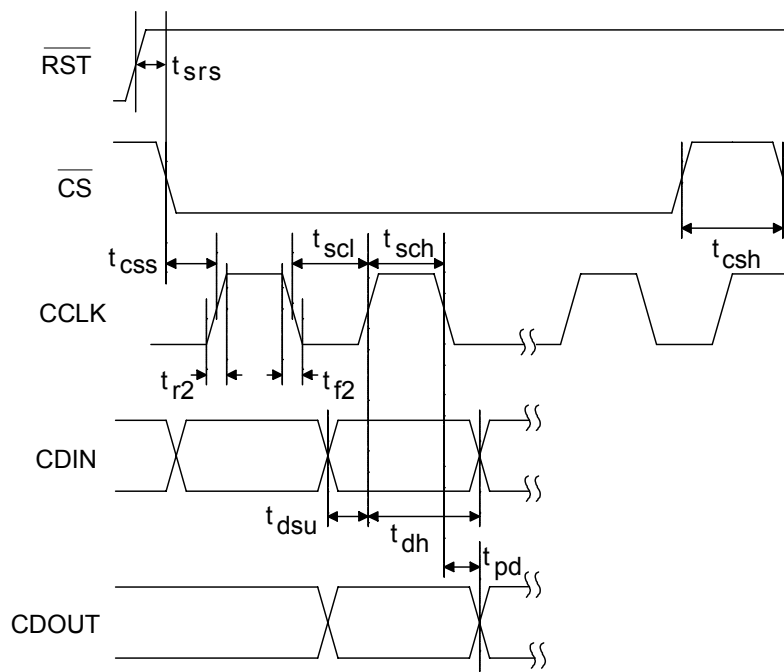 RST
t srs
CS
t css
t scl
t sch
t csh
CCLK
t r2
t f2
CDIN
t dsu
t dh
t pd
CDOUT